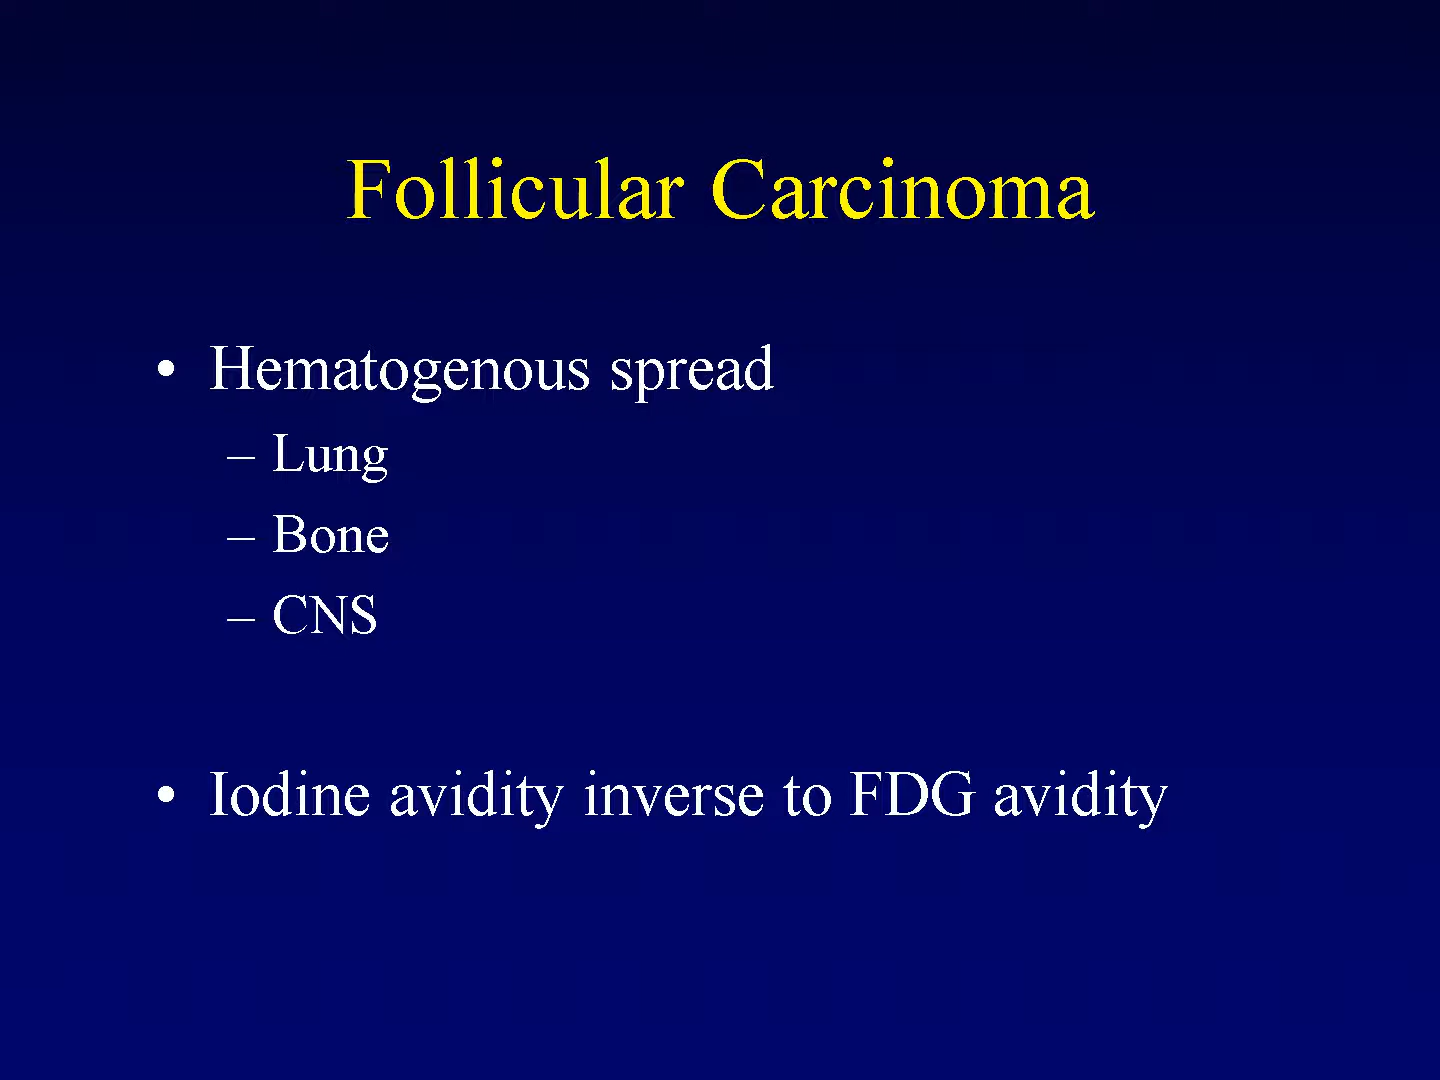 Follicular Carcinoma
• Hematogenous spread
– Lung
– Bone
– CNS
• Iodine avidity inverse to FDG avidity